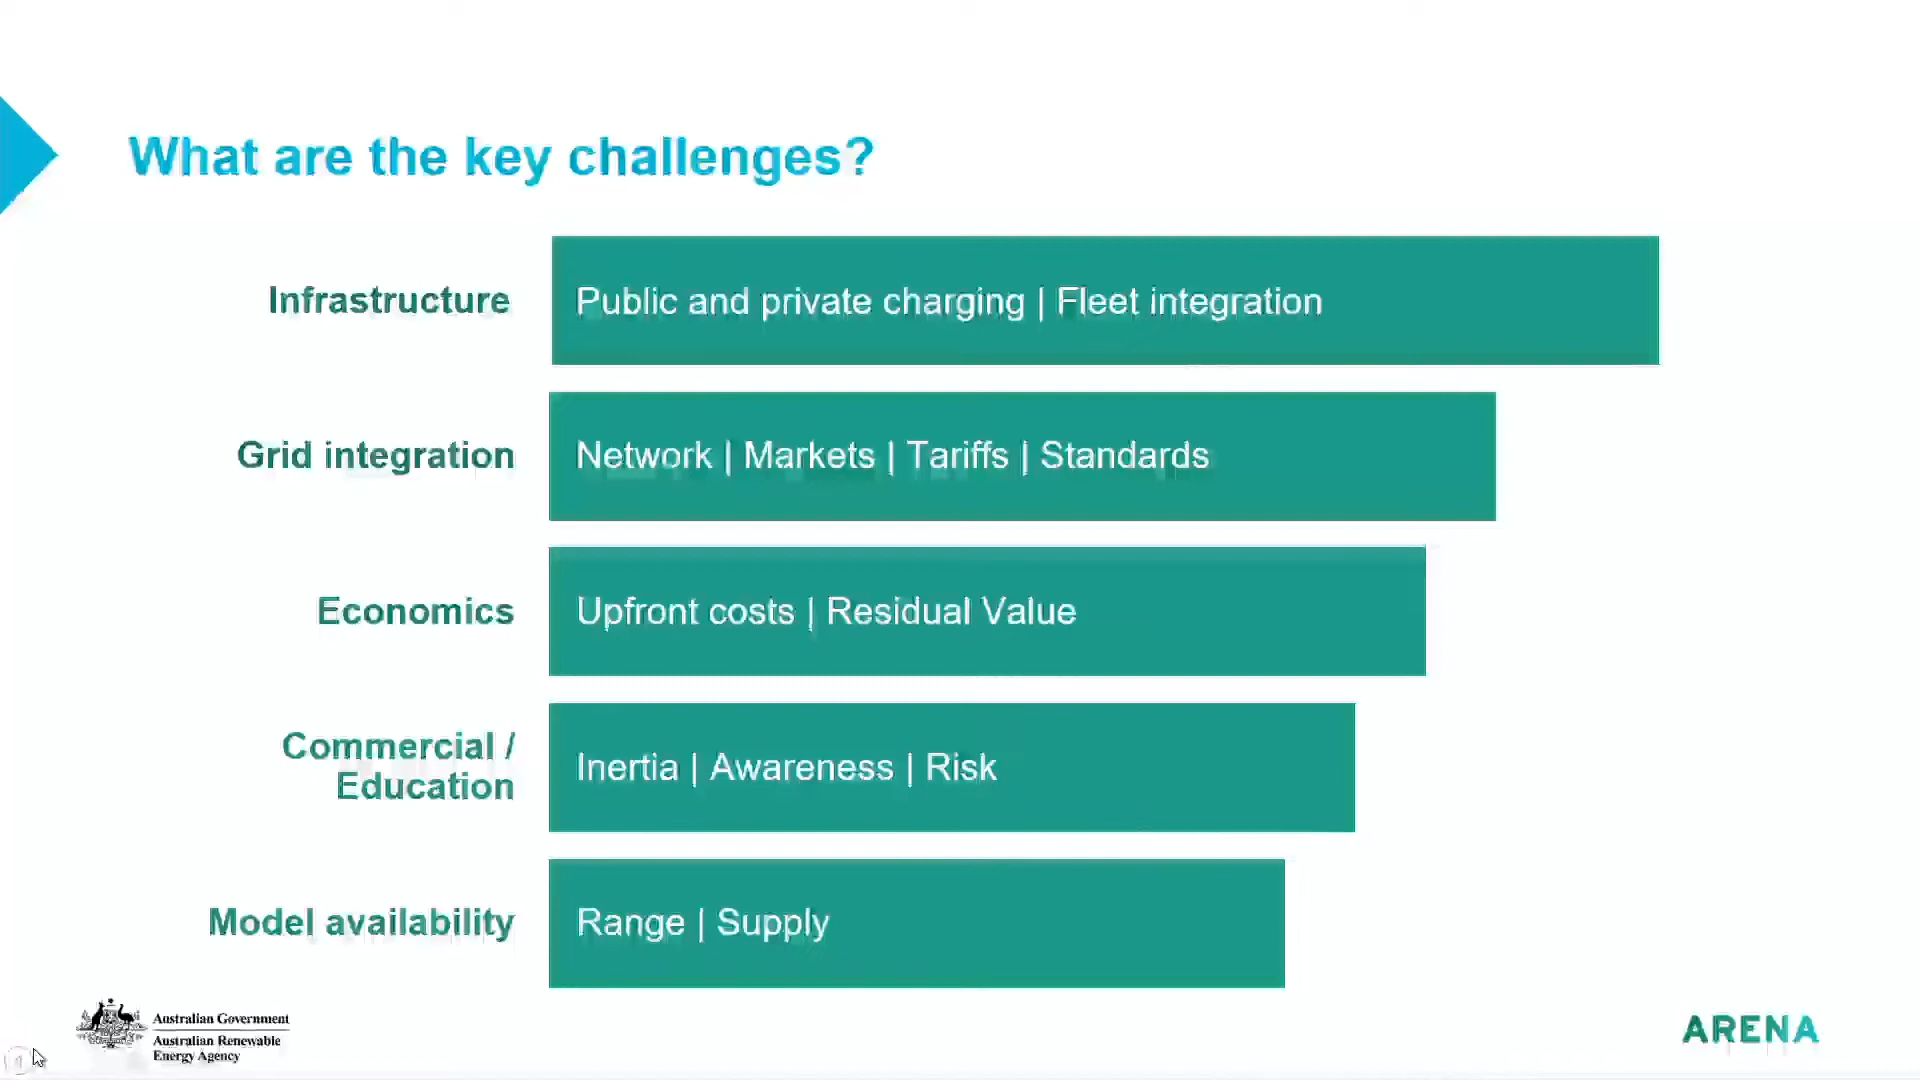 What are the key challenges?
Infrastructure
Public and private charging | Fleet integration
Grid integration
Network | Markets | Tariffs | Standards
Economics
Upfront costs | Residual Value
Commercial /
Education
Inertia | Awareness | Risk
Model availability
Range | Supply
Australian Government
Australian Renewable
Energy Agency
ARENA